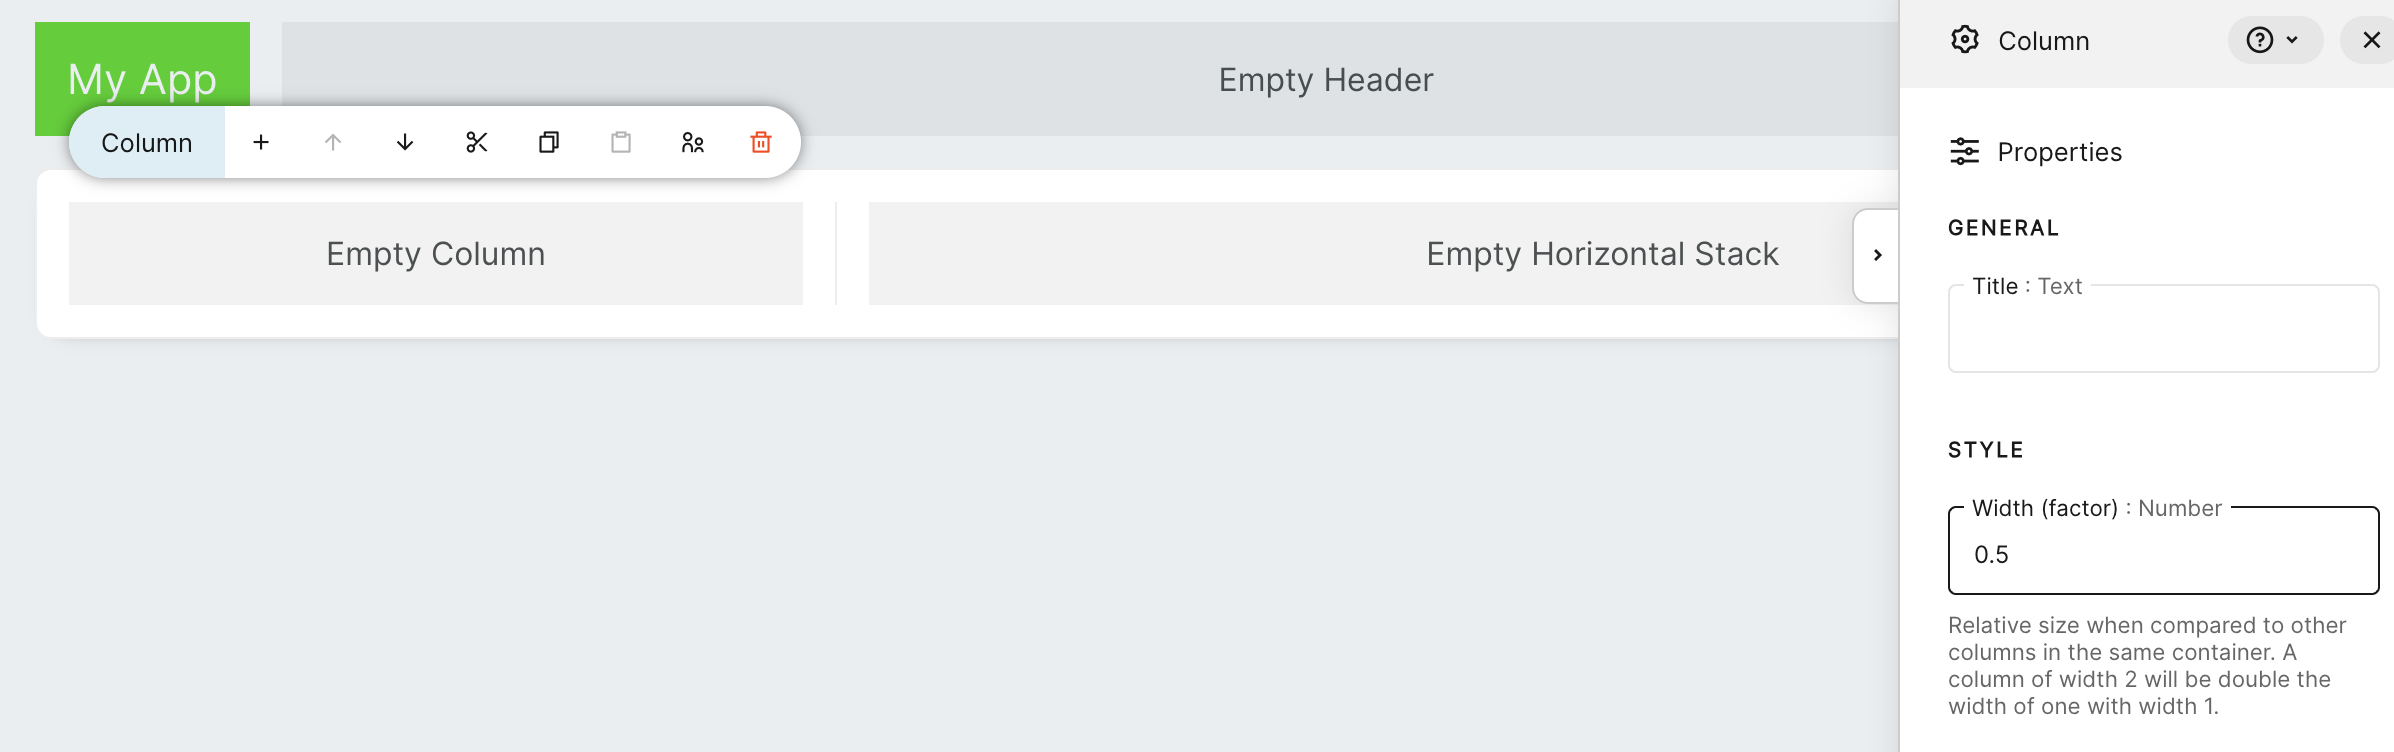 My App
Empty Header
Column
Empty Column
Empty Horizontal Stack
Column
Properties
GENERAL
Title : Text
STYLE
Width (factor) : Number
0.5
Relative size when compared to other
columns in the same container. A
column of width 2 will be double the
width of one with width 1.